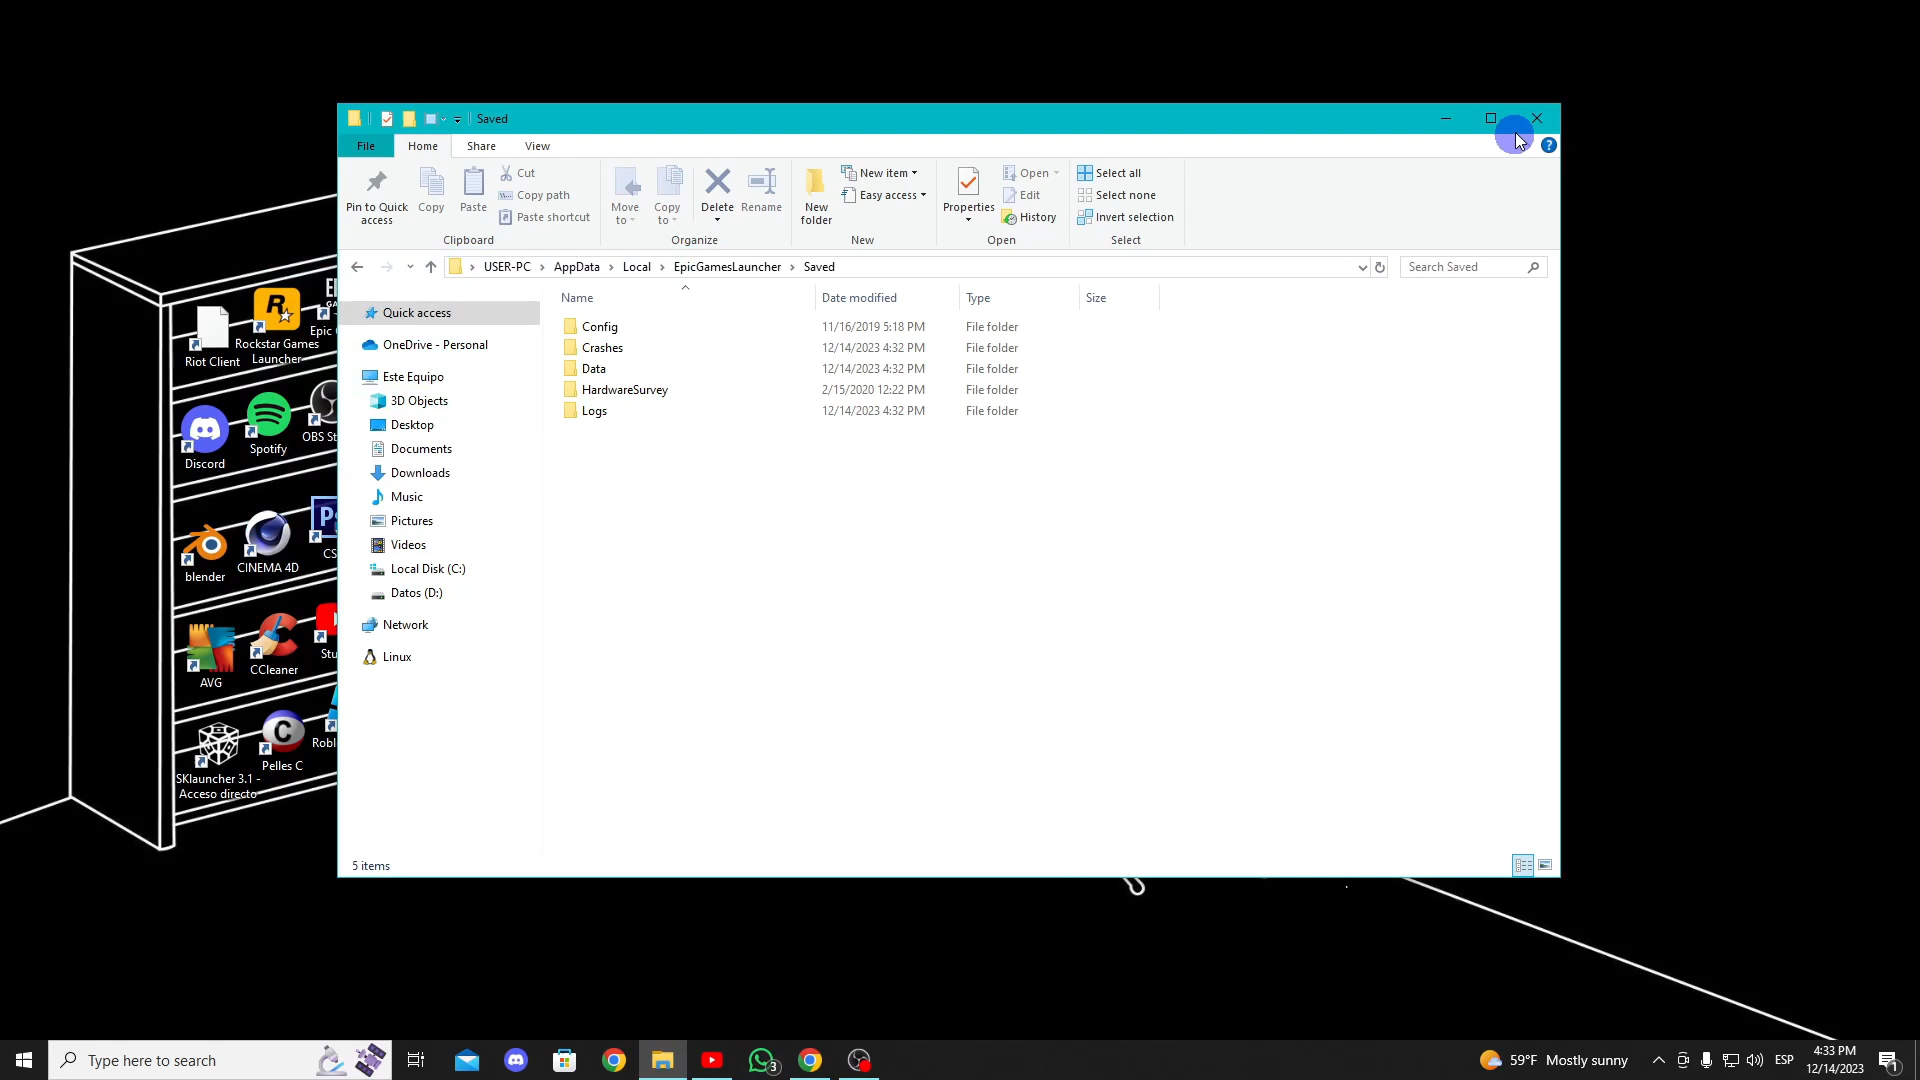 Saved
File
Home
Share
View
Pin to Quick
access
Copy
Paste
Cut
Copy path
Paste shortcut
Clipboard
Move
to
Copy
to
Delete
Rename
Organize
New
folder
New item
Easy access
New
Properties
Open
Edit
History
Open
Select all
Select none
Invert selection
Select
USER-PC
AppData
Local
EpicGamesLauncher
Saved
Search Saved
Name
Date modified
Type
Size
Config 11/16/2019 5:18 PM File folder
Crashes 12/14/2023 4:32 PM File folder
Data 12/14/2023 4:32 PM File folder
HardwareSurvey 2/15/2020 12:22 PM File folder
Logs 12/14/2023 4:32 PM File folder
Quick access
OneDrive - Personal
Este Equipo
3D Objects
Desktop
Documents
Downloads
Music
Pictures
Videos
Local Disk (C:)
Datos (D:)
Network
Linux
5 items
Riot Client
Rockstar Games
Launcher
Epic
Discord
Spotify
OBS St
blender
CINEMA 4D
Ps
CS
AVG
CCleaner
Stu
SKlauncher 3.1 -
Acceso directo
Pelles C
Robl
Type here to search
3
59°F Mostly sunny
ESP
4:33 PM
12/14/2023
1